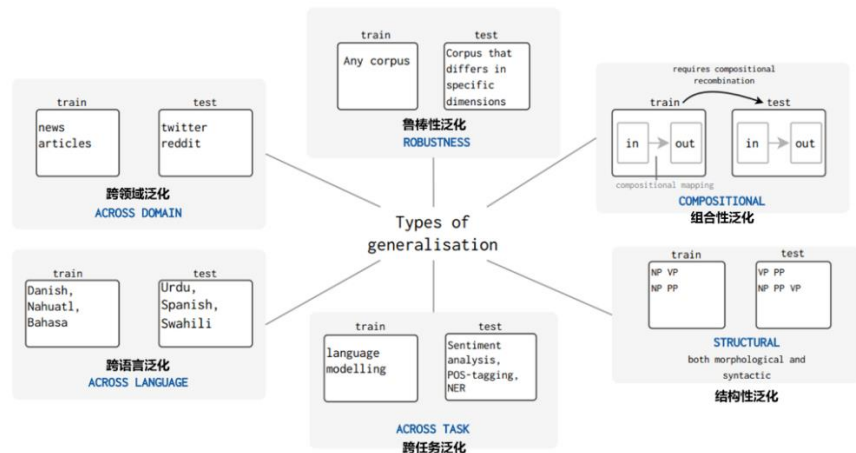 train
test
Any corpus
Corpus that
differs in
specific
dimensions
鲁棒性泛化
ROBUSTNESS
requires compositional
recombination
train
test
in
out
in
out
compositional mapping
COMPOSITIONAL
组合性泛化
train
test
news
articles
twitter
reddit
跨领域泛化
ACROSS DOMAIN
Types of
generalisation
train
test
Danish,
Nahuatl,
Bahasa
Urdu,
Spanish,
Swahili
跨语言泛化
ACROSS LANGUAGE
train
test
NP VP
NP PP
VP PP
NP PP VP
STRUCTURAL
both morphological and
syntactic
结构性泛化
train
test
language
modelling
Sentiment
analysis,
POS-tagging,
NER
ACROSS TASK
跨任务泛化